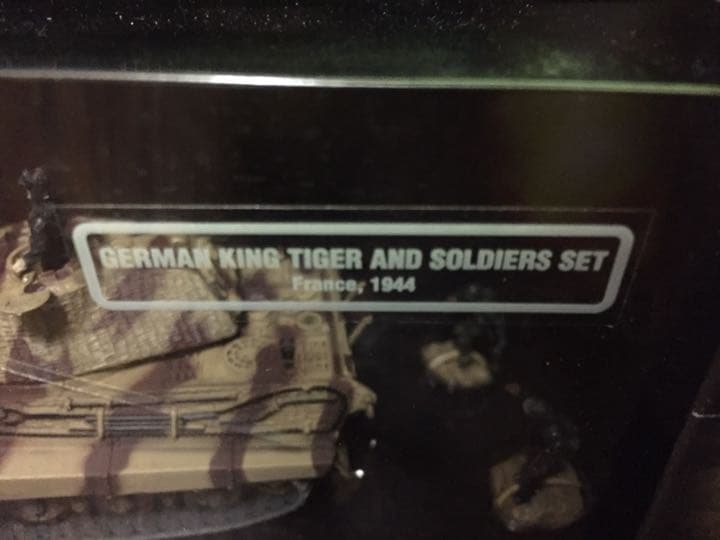 GERMAN KING TIGER AND SOLDIERS SET
France, 1944